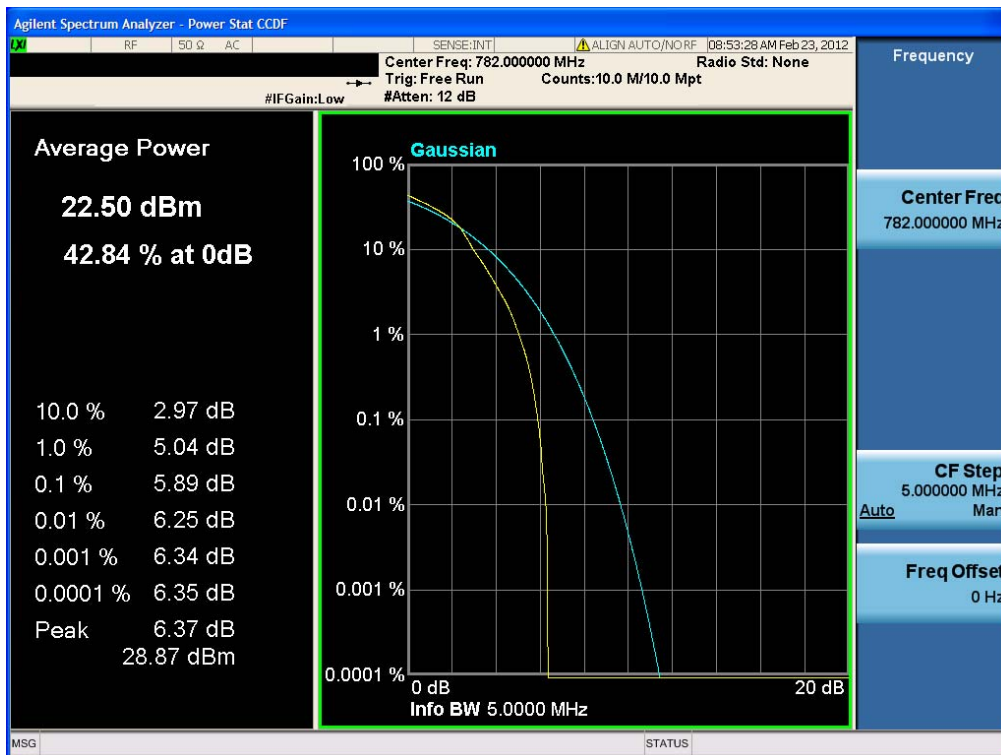 Agilent Spectrum Analyzer - Power Stat CCDF
LXI RF 50 Ω AC SENSE:INT ALIGN AUTO/NO RF 08:53:28 AM Feb 23, 2012
Center Freq: 782.000000 MHz Radio Std: None
Trig: Free Run Counts:10.0 M/10.0 Mpt
#IFGain:Low #Atten: 12 dB
Average Power
22.50 dBm
42.84 % at 0dB
10.0 % 2.97 dB
1.0 % 5.04 dB
0.1 % 5.89 dB
0.01 % 6.25 dB
0.001 % 6.34 dB
0.0001 % 6.35 dB
Peak 6.37 dB
28.87 dBm
Gaussian
100 %
10 %
1 %
0.1 %
0.01 %
0.001 %
0.0001 %
0 dB 20 dB
Info BW 5.0000 MHz
Frequency
Center Freq
782.000000 MHz
CF Step
5.000000 MHz
Auto Man
Freq Offset
0 Hz
MSG STATUS